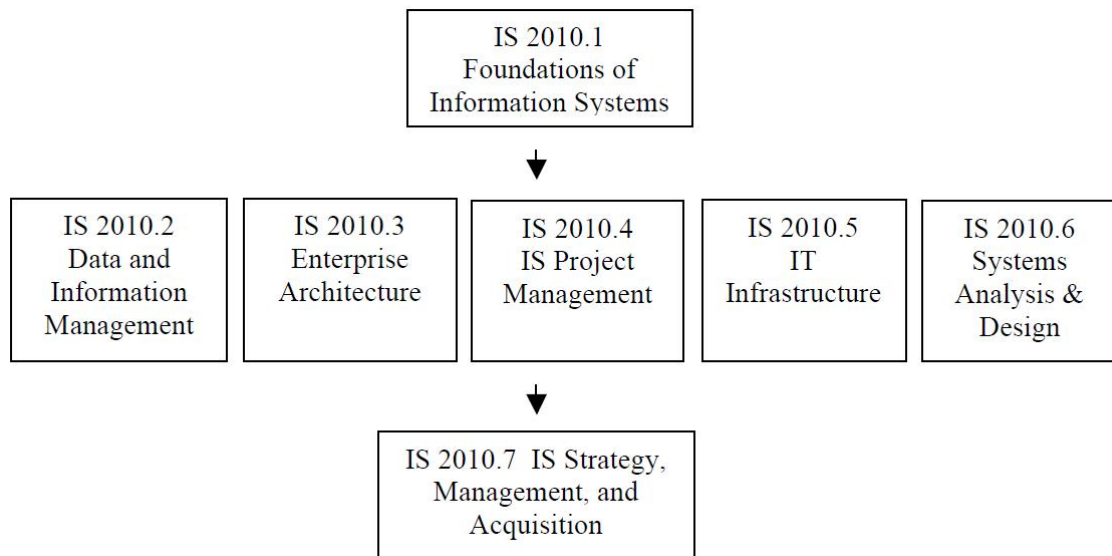 IS 2010.1
Foundations of
Information Systems
IS 2010.2
Data and
Information
Management
IS 2010.3
Enterprise
Architecture
IS 2010.4
IS Project
Management
IS 2010.5
IT
Infrastructure
IS 2010.6
Systems
Analysis &
Design
IS 2010.7 IS Strategy,
Management, and
Acquisition